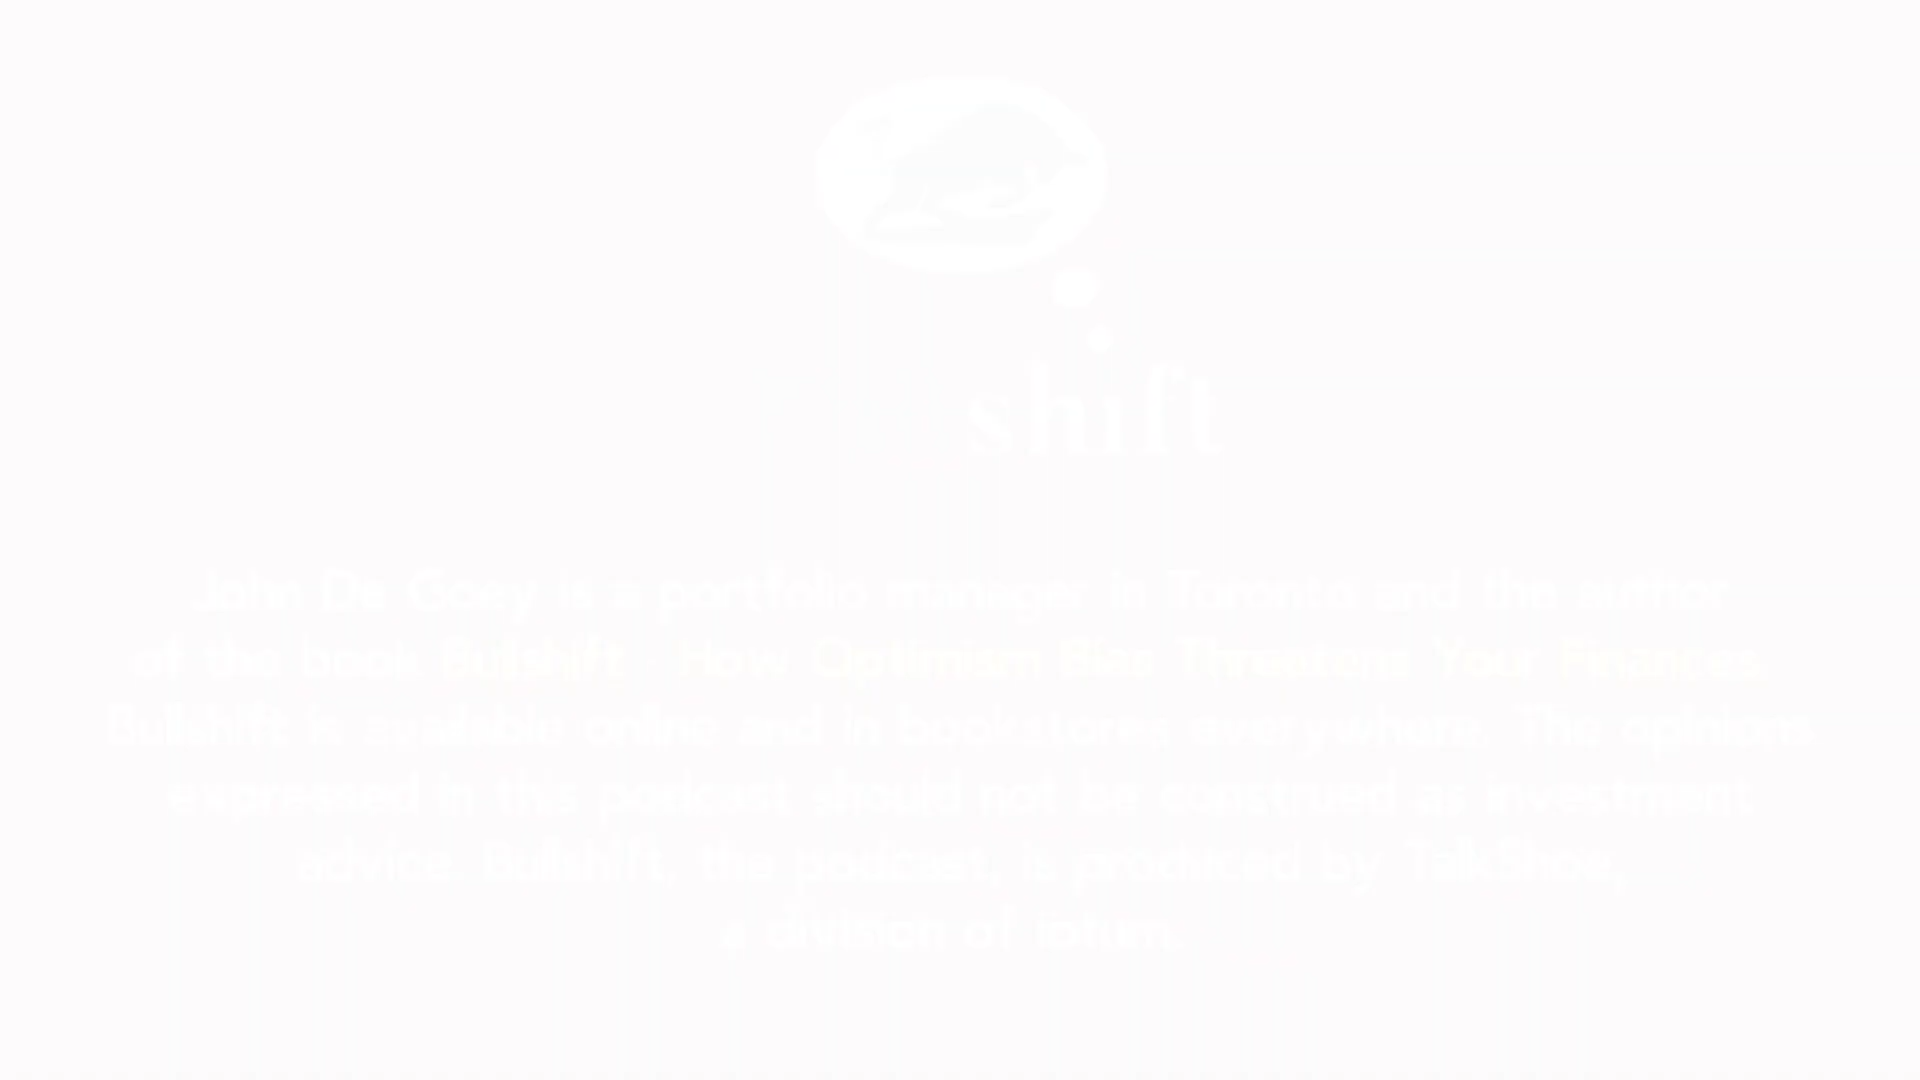 shift
John De Goey is a portfolio manager in Toronto and the author
of the book Bullshift - How Optimism Bias Threatens Your Finances.
Bullshift is available online and in bookstores everywhere. The opinions
expressed in this podcast should not be construed as investment
advice. Bullshift, the podcast, is produced by TalkShoe,
a division of iotum.